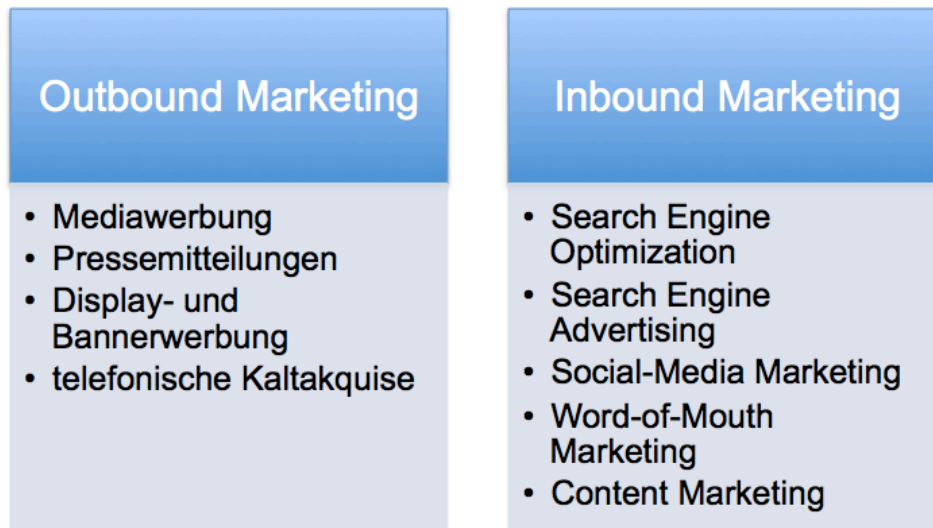 Outbound Marketing
• Mediawerbung
• Pressemitteilungen
• Display- und
Bannerwerbung
• telefonische Kaltakquise
Inbound Marketing
• Search Engine
Optimization
• Search Engine
Advertising
• Social-Media Marketing
• Word-of-Mouth
Marketing
• Content Marketing